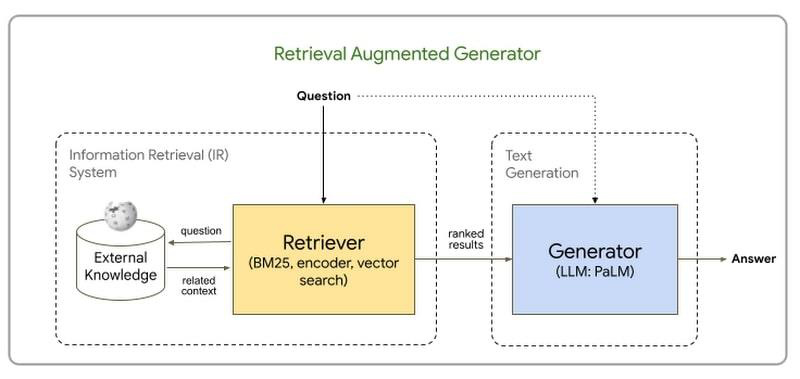 Retrieval Augmented Generator
Question
Information Retrieval (IR)
System
Text
Generation
External
Knowledge
question
related
context
Retriever
(BM25, encoder, vector
search)
ranked
results
Generator
(LLM: PaLM)
Answer